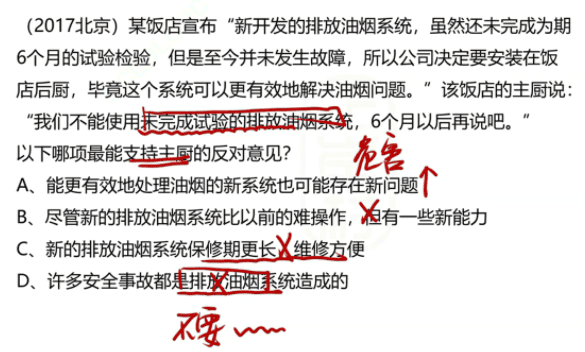 （2017北京）某饭店宣布“新开发的排放油烟系统，虽然还未完成为期
6个月的试验检验，但是至今并未发生故障，所以公司决定要安装在饭
店后厨，毕竟这个系统可以更有效地解决油烟问题。”该饭店的主厨说：
“我们不能使用未完成试验的排放油烟系统，6个月以后再说吧。”
以下哪项最能支持主厨的反对意见？
危害
A、能更有效地处理油烟的新系统也可能存在新问题
B、尽管新的排放油烟系统比以前的难操作，但有一些新能力
C、新的排放油烟系统保修期更长，维修方便
D、许多安全事故都是排放油烟系统造成的
不要